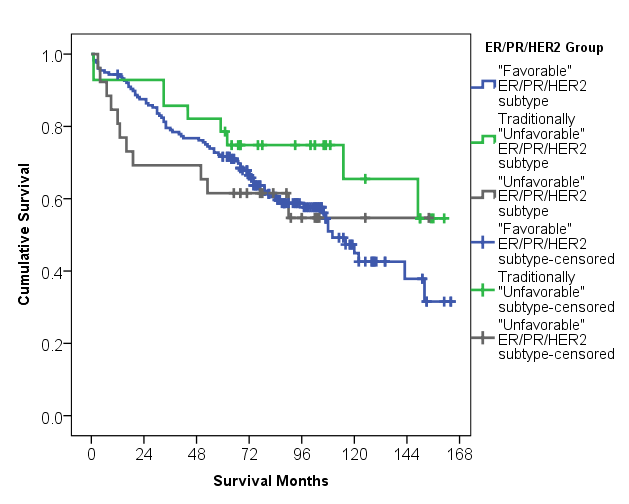 ER/PR/HER2 Group
"Favorable"
ER/PR/HER2
subtype
Traditionally
"Unfavorable"
ER/PR/HER2
subtype
"Unfavorable"
ER/PR/HER2
subtype
"Favorable"
ER/PR/HER2
subtype-censored
Traditionally
"Unfavorable"
subtype-censored
"Unfavorable"
ER/PR/HER2
subtype-censored
Cumulative Survival
1.0
0.8
0.6
0.4
0.2
0.0
0 24 48 72 96 120 144 168
Survival Months